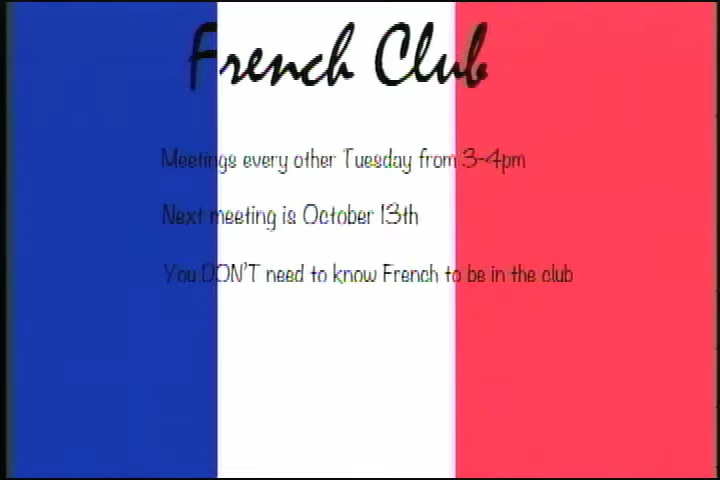 French Club
Meetings every other Tuesday from 3-4pm
Next meeting is October 13th
You DON'T need to know French to be in the club